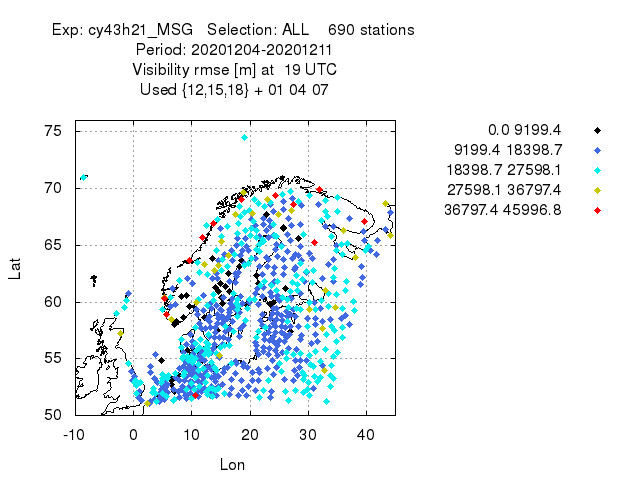 Exp: cy43h21_MSG   Selection: ALL    690 stations
Period: 20201204-20201211
Visibility rmse [m] at  19 UTC
Used {12,15,18} + 01 04 07
0.0 9199.4
9199.4 18398.7
18398.7 27598.1
27598.1 36797.4
36797.4 45996.8
75
70
65
60
55
50
Lat
-10 0 10 20 30 40
Lon